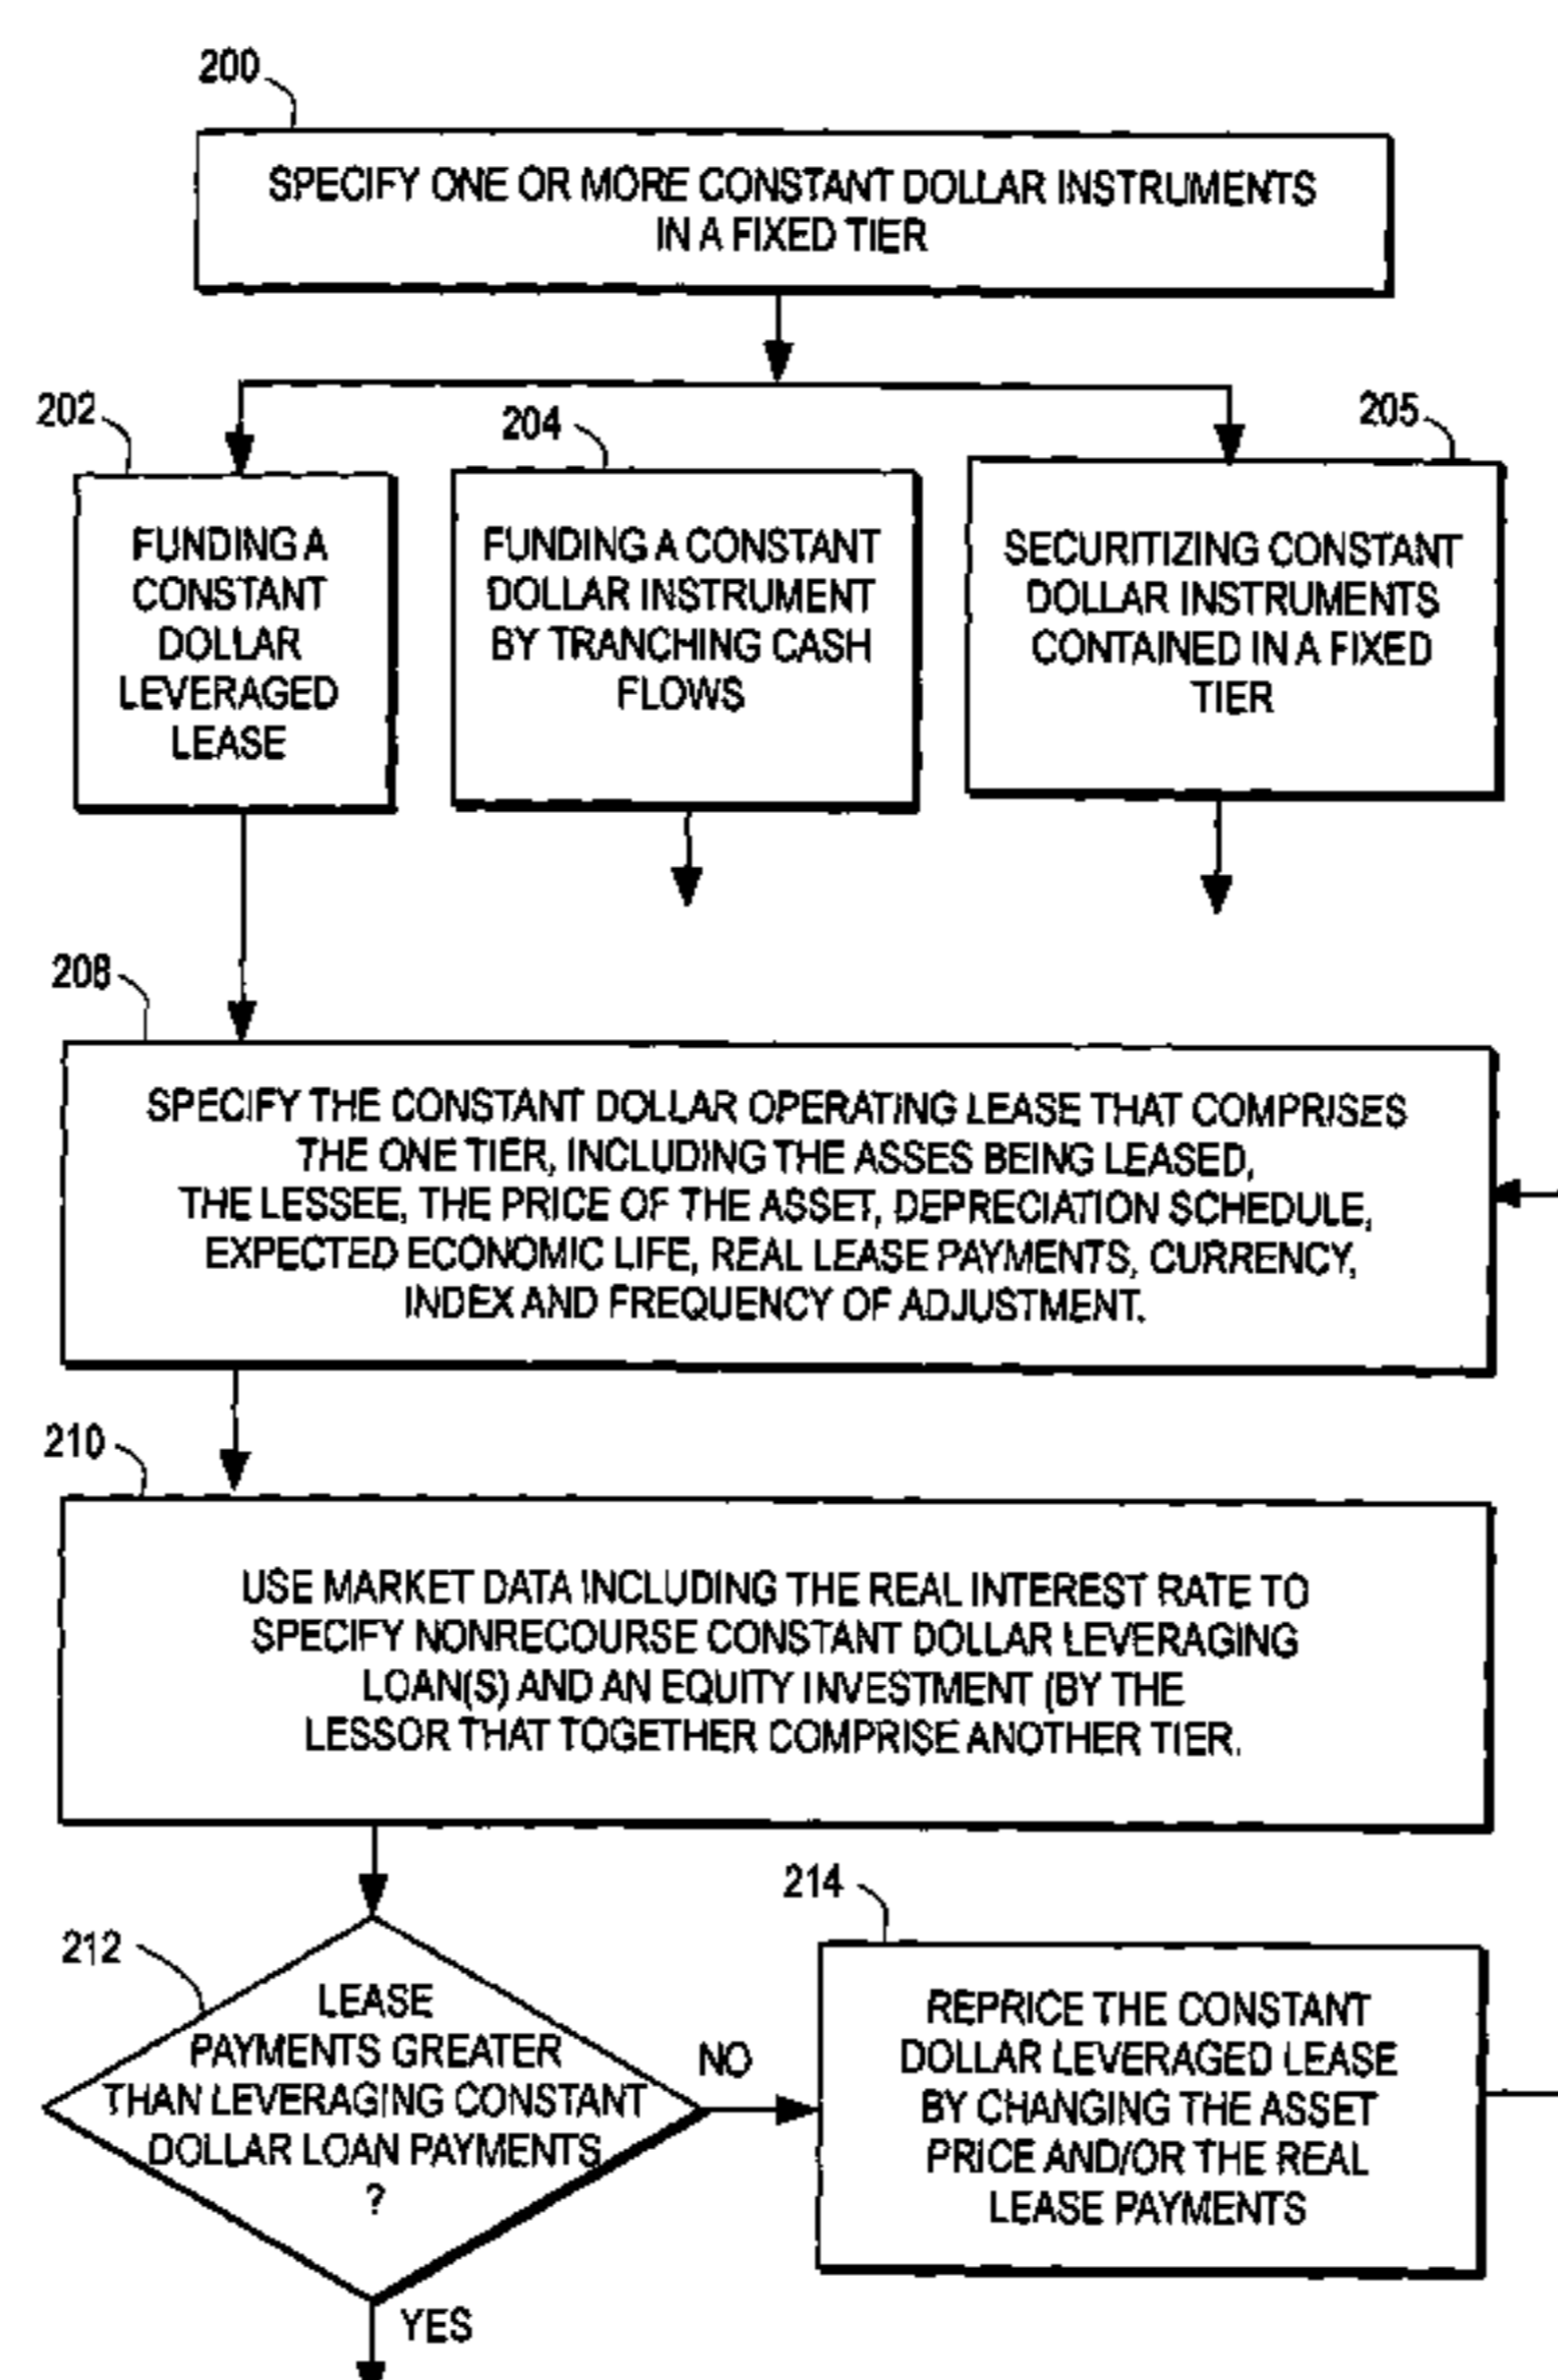 200
SPECIFY ONE OR MORE CONSTANT DOLLAR INSTRUMENTS
IN A FIXED TIER
202
FUNDING A
CONSTANT
DOLLAR
LEVERAGED
LEASE
204
FUNDING A CONSTANT
DOLLAR INSTRUMENT
BY TRANCHING CASH
FLOWS
205
SECURITIZING CONSTANT
DOLLAR INSTRUMENTS
CONTAINED IN A FIXED
TIER
208
SPECIFY THE CONSTANT DOLLAR OPERATING LEASE THAT COMPRISES
THE ONE TIER, INCLUDING THE ASSES BEING LEASED,
THE LESSEE, THE PRICE OF THE ASSET, DEPRECIATION SCHEDULE,
EXPECTED ECONOMIC LIFE, REAL LEASE PAYMENTS, CURRENCY,
INDEX AND FREQUENCY OF ADJUSTMENT.
210
USE MARKET DATA INCLUDING THE REAL INTEREST RATE TO
SPECIFY NONRECOURSE CONSTANT DOLLAR LEVERAGING
LOAN(S) AND AN EQUITY INVESTMENT (BY THE
LESSOR THAT TOGETHER COMPRISE ANOTHER TIER.
212
LEASE
PAYMENTS GREATER
THAN LEVERAGING CONSTANT
DOLLAR LOAN PAYMENTS
?
NO
YES
214
REPRICE THE CONSTANT
DOLLAR LEVERAGED LEASE
BY CHANGING THE ASSET
PRICE AND/OR THE REAL
LEASE PAYMENTS